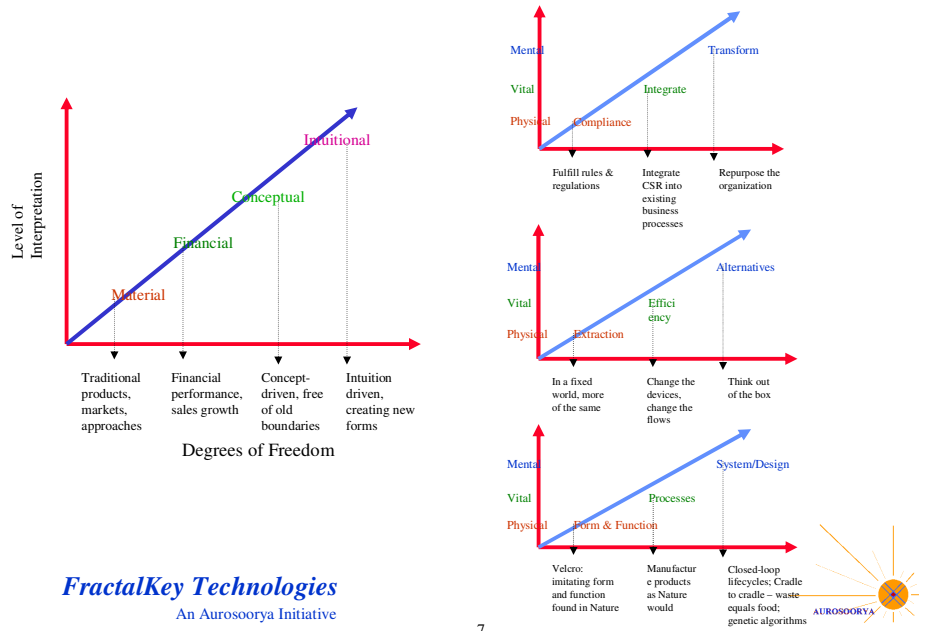 Level of
Interpretation
Intuitional
Conceptual
Financial
Material
Traditional
products,
markets,
approaches
Financial
performance,
sales growth
Concept-
driven, free
of old
boundaries
Intuition
driven,
creating new
forms
Degrees of Freedom
Mental
Transform
Vital
Integrate
Physical
Compliance
Fulfill rules &
regulations
Integrate
CSR into
existing
business
processes
Repurpose the
organization
Mental
Alternatives
Vital
Effici
ency
Physical
Extraction
In a fixed
world, more
of the same
Change the
devices,
change the
flows
Think out
of the box
Mental
System/Design
Vital
Processes
Physical
Form & Function
Velcro:
imitating form
and function
found in Nature
Manufactur
e products
as Nature
would
Closed-loop
lifecycles; Cradle
to cradle – waste
equals food;
genetic algorithms
FractalKey Technologies
An Aurosoorya Initiative
AUROSOORYA
7